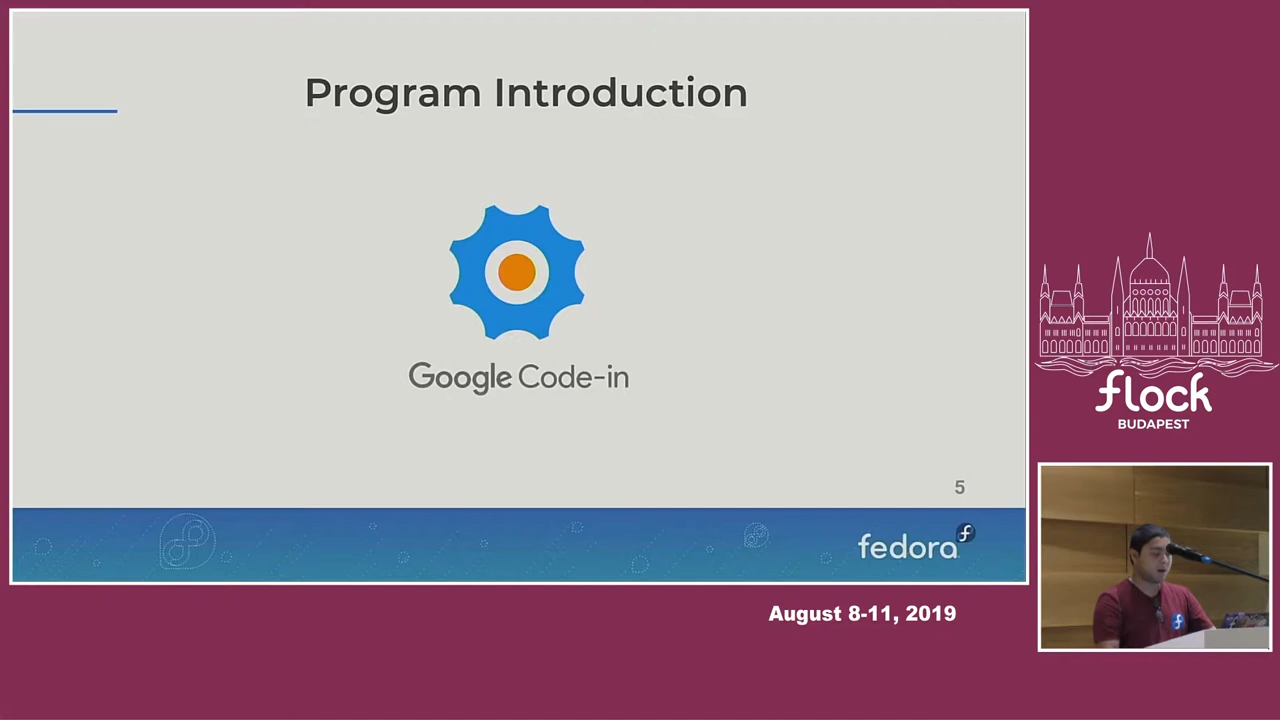 Program Introduction
Google Code-in
5
fedora
flock
BUDAPEST
August 8-11, 2019